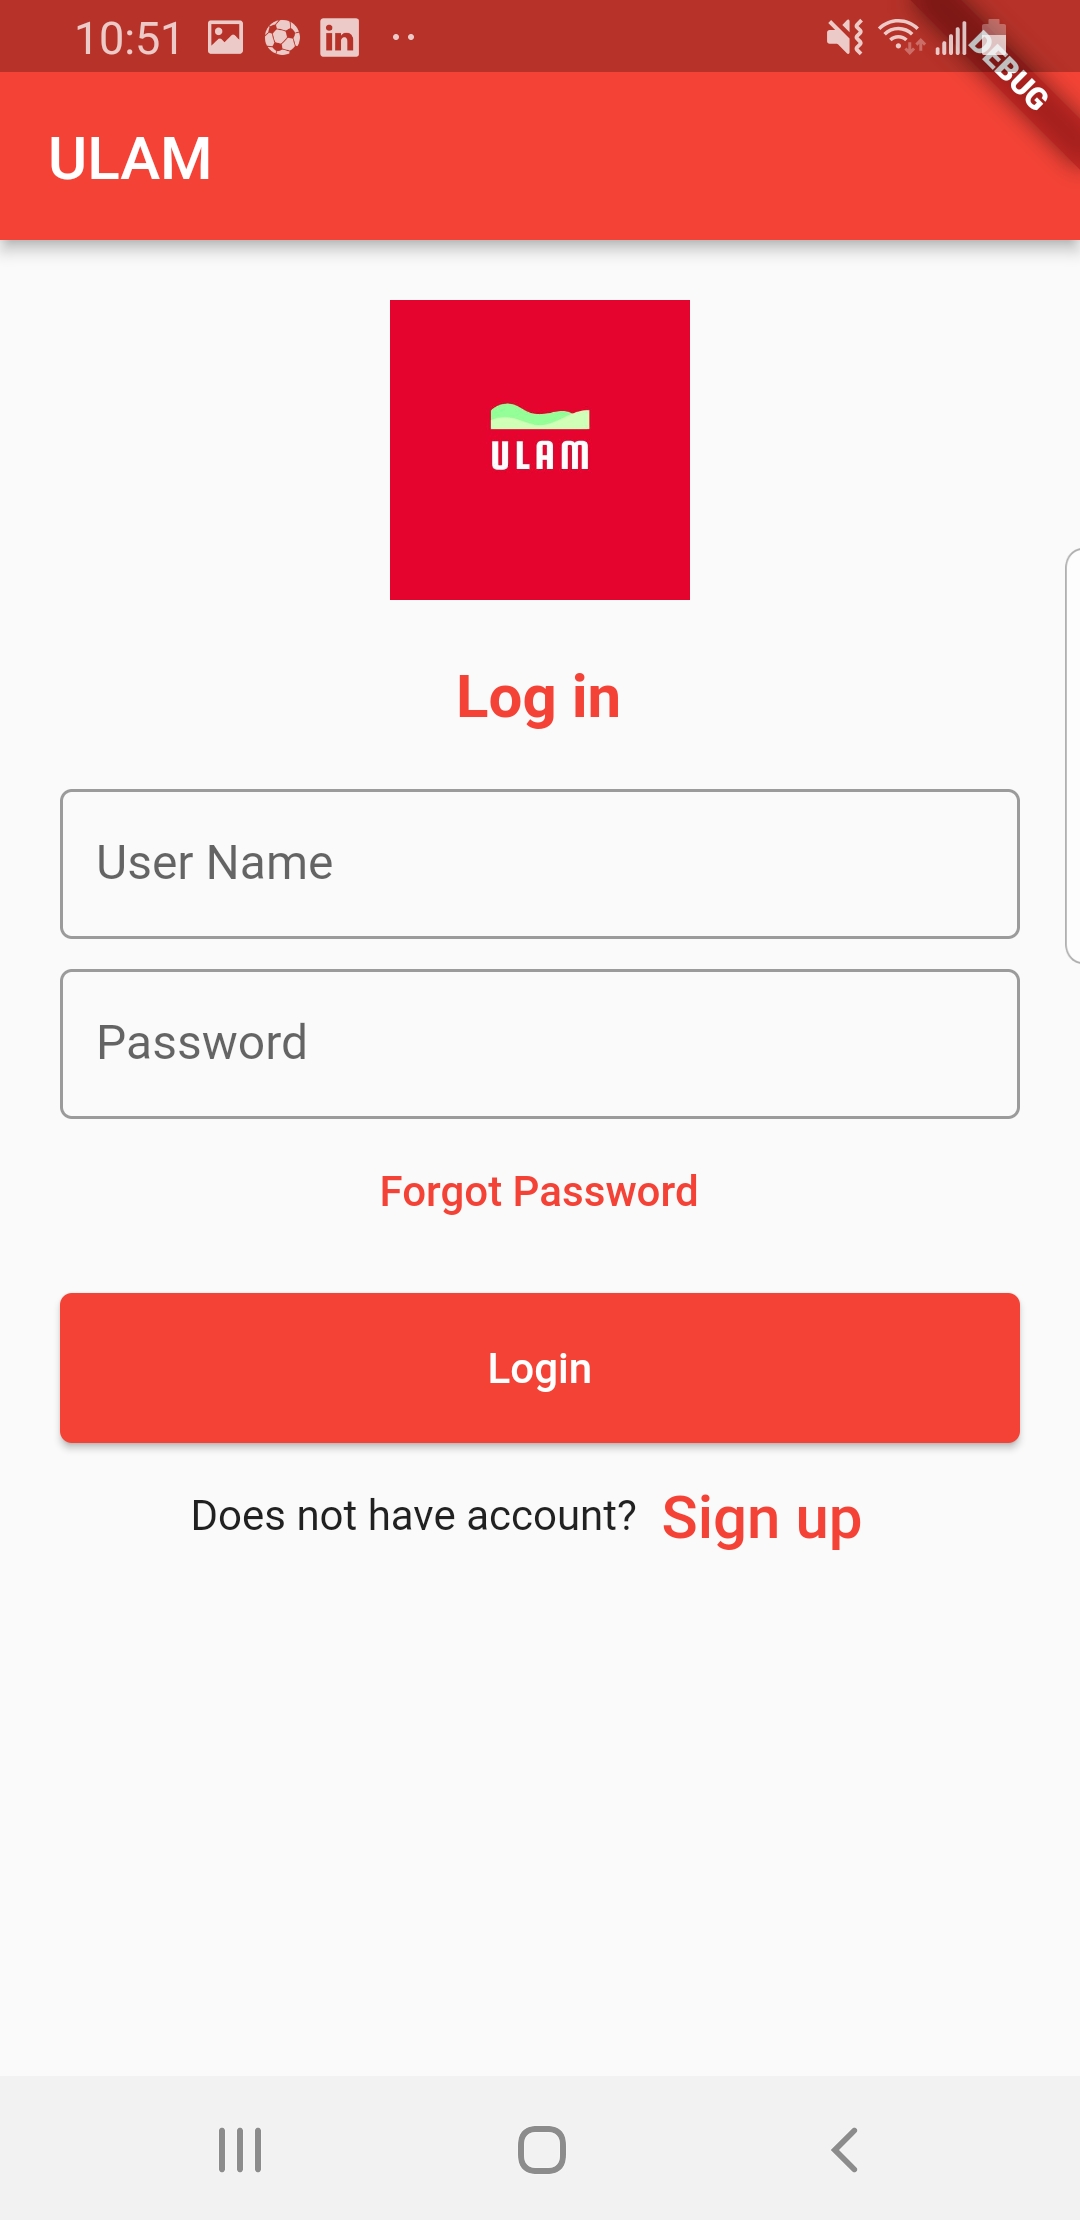 10:51
DEBUG
ULAM
ULAM
Log in
User Name
Password
Forgot Password
Login
Does not have account? Sign up